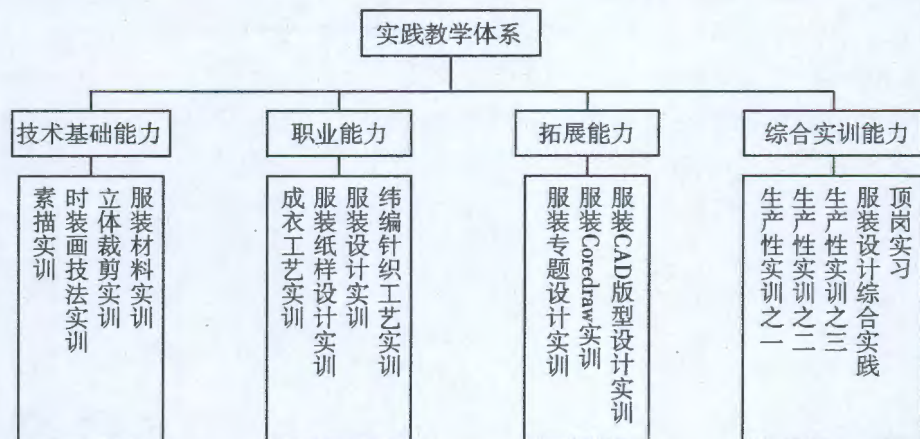 实践教学体系
技术基础能力
职业能力
拓展能力
综合实训能力
素描实训
时装画技法实训
立体裁剪实训
服装材料实训
成衣工艺实训
服装纸样设计实训
服装设计实训
纬编针织工艺实训
服装专题设计实训
服装Coredraw实训
服装CAD版型设计实训
生产性实训之一
生产性实训之二
生产性实训之三
服装设计综合实践
顶岗实习